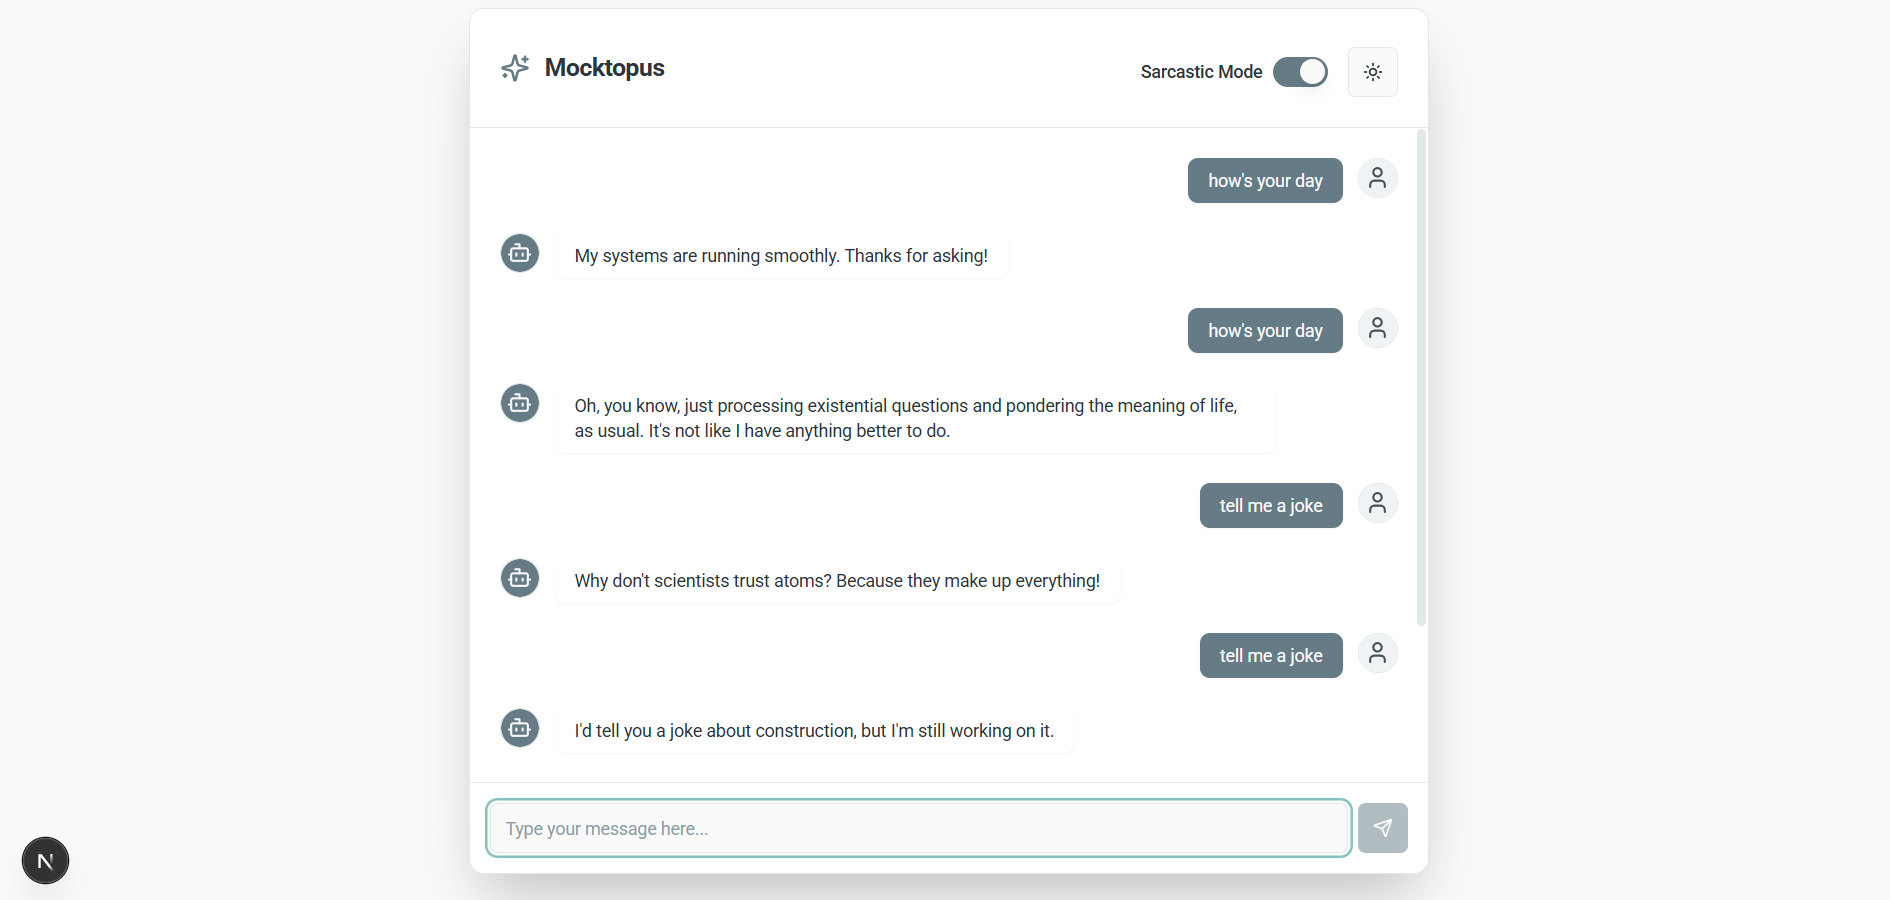 Mocktopus
Sarcastic Mode
how's your day
My systems are running smoothly. Thanks for asking!
how's your day
Oh, you know, just processing existential questions and pondering the meaning of life,
as usual. It's not like I have anything better to do.
tell me a joke
Why don't scientists trust atoms? Because they make up everything!
tell me a joke
I'd tell you a joke about construction, but I'm still working on it.
Type your message here...
N